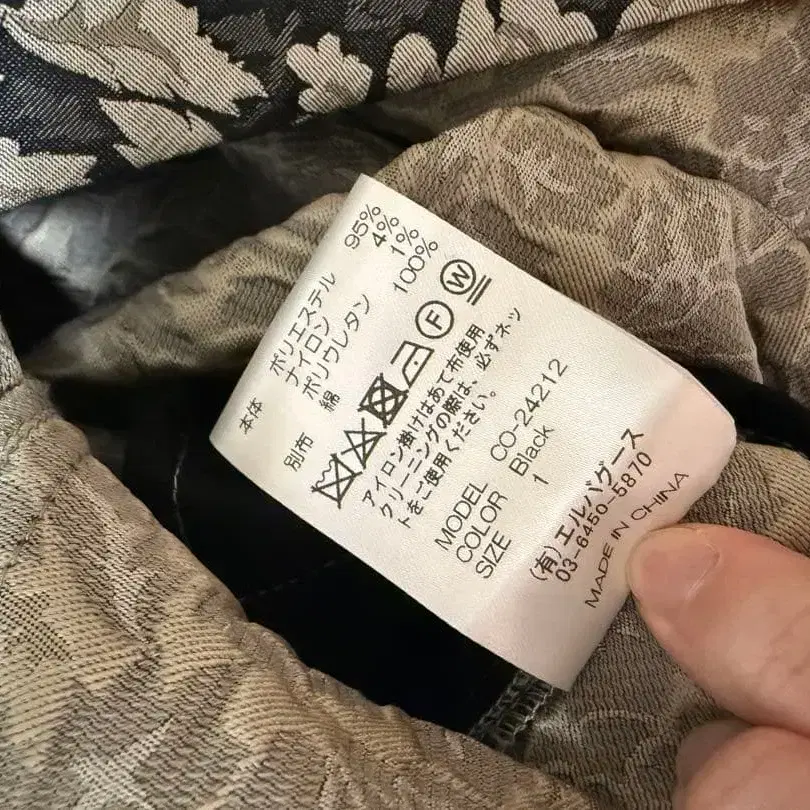 本体 ポリエステル 95%
ナイロン 4%
ポリウレタン 1%
別布 綿 100%
F W
アイロン掛けはあて布使用
クリーニングの際は、必ずネッ
トをご使用ください。
MODEL CO-24212
COLOR Black
SIZE 1
(有)エルバグース
03-6450-5870
MADE IN CHINA